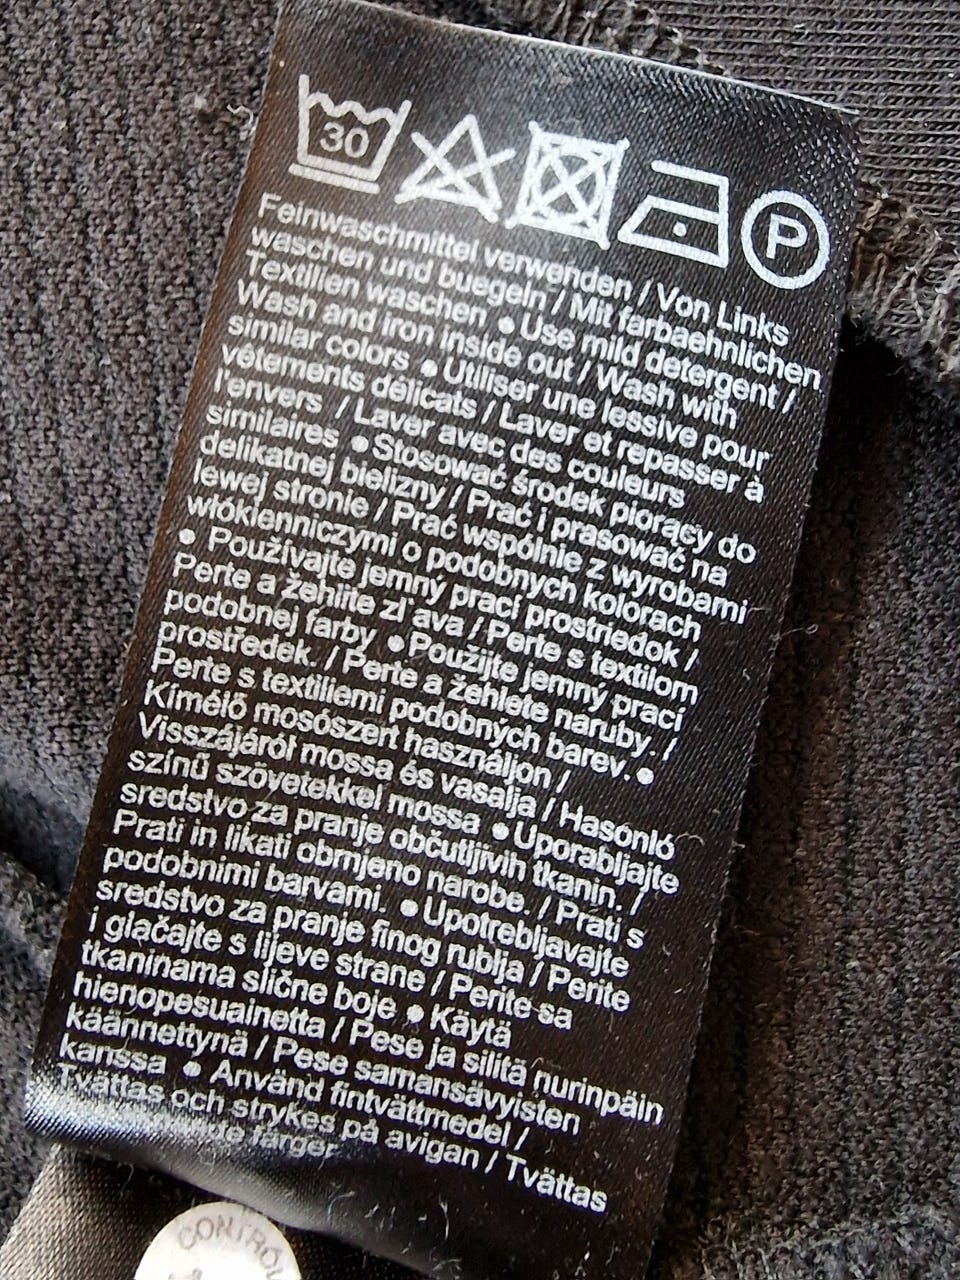 30
P
Feinwaschmittel verwenden / Von Links
waschen und buegeln / Mit farbaehnlichen
Textilien waschen • Use mild detergent /
Wash and iron inside out / Wash with
similar colors • Utiliser une lessive pour
vêtements délicats / Laver et repasser à
l'envers / Laver avec des couleurs
similaires • Stosować środek piorący do
delikatnej bielizny / Prać i prasować na
lewej stronie / Prać wspólnie z wyrobami
włókienniczymi o podobnych kolorach
• Používajte jemný prací prostriedok /
Perte a žehlite zľava / Perte s textilom
podobnej farby • Použijte jemný prací
prostředek. / Perte a žehlete naruby. /
Perte s textiliemi podobných barev. •
Kímélő mosószert használjon /
Visszájáról mossa és vasalja / Hasonló
színű szövetekkel mossa • Uporabljajte
sredstvo za pranje občutljivih tkanin. /
Prati in likati obrnjeno narobe. / Prati s
podobnimi barvami. • Upotrebljavajte
sredstvo za pranje finog rublja / Perite
i glačajte s lijeve strane / Perite sa
tkaninama slične boje • Käytä
hienopesuainetta / Pese ja silitä nurinpäin
käännettynä / Pese samansävyisten
kanssa • Använd fintvättmedel /
Tvättas och strykes på avigan / Tvättas
färger
CONTROL